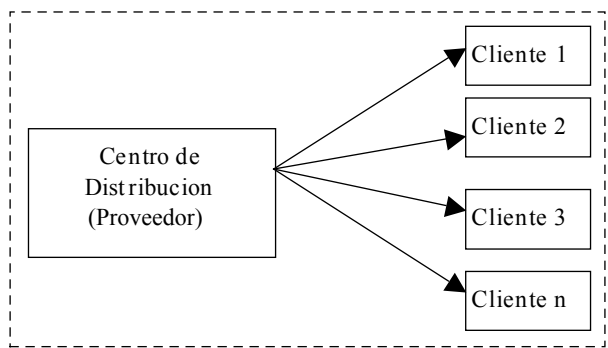 Centro de
Distribucion
(Proveedor)
Cliente 1
Cliente 2
Cliente 3
Cliente n